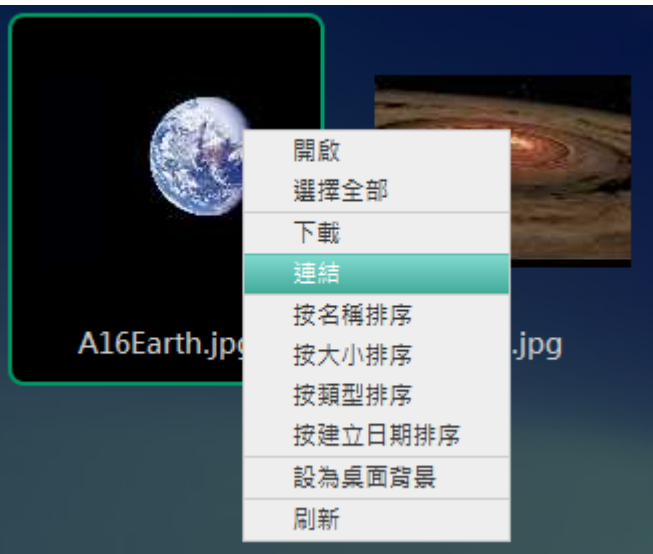 開啟
選擇全部
下載
連結
按名稱排序
A16Earth.jpg
.jpg
按大小排序
按類型排序
按建立日期排序
設為桌面背景
刷新